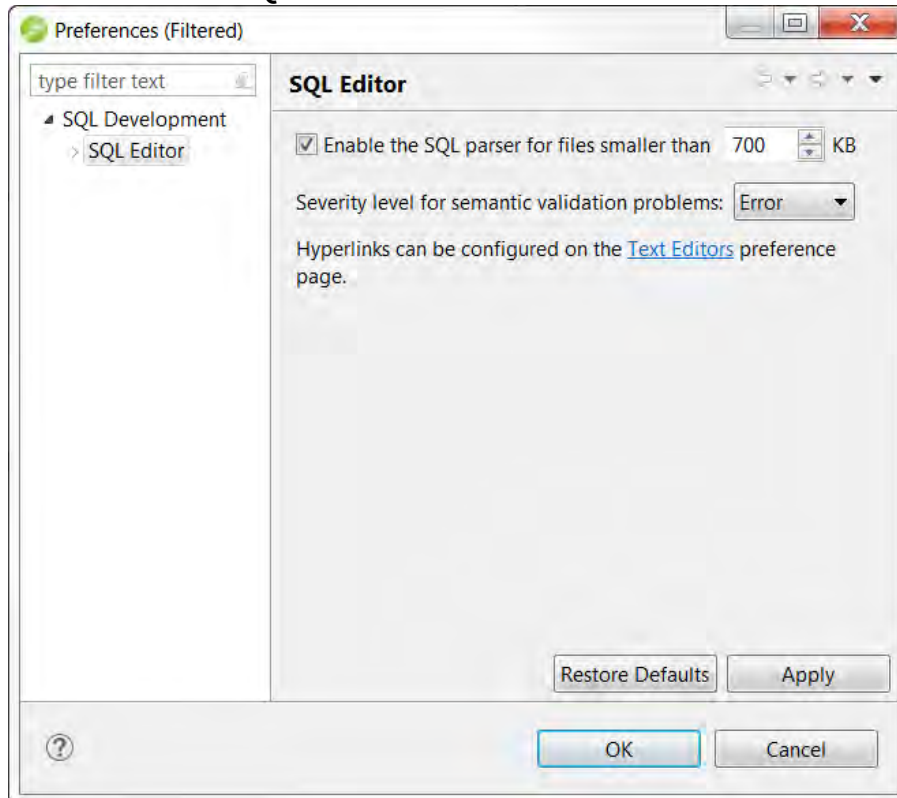 Preferences (Filtered)
type filter text
SQL Development
SQL Editor
SQL Editor
Enable the SQL parser for files smaller than 700 KB
Severity level for semantic validation problems: Error
Hyperlinks can be configured on the Text Editors preference
page.
Restore Defaults Apply
OK Cancel